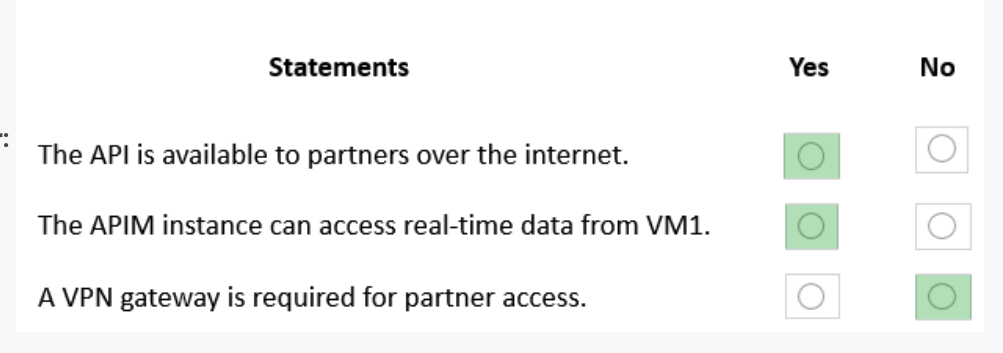 Statements Yes No
The API is available to partners over the internet.
The APIM instance can access real-time data from VM1.
A VPN gateway is required for partner access.